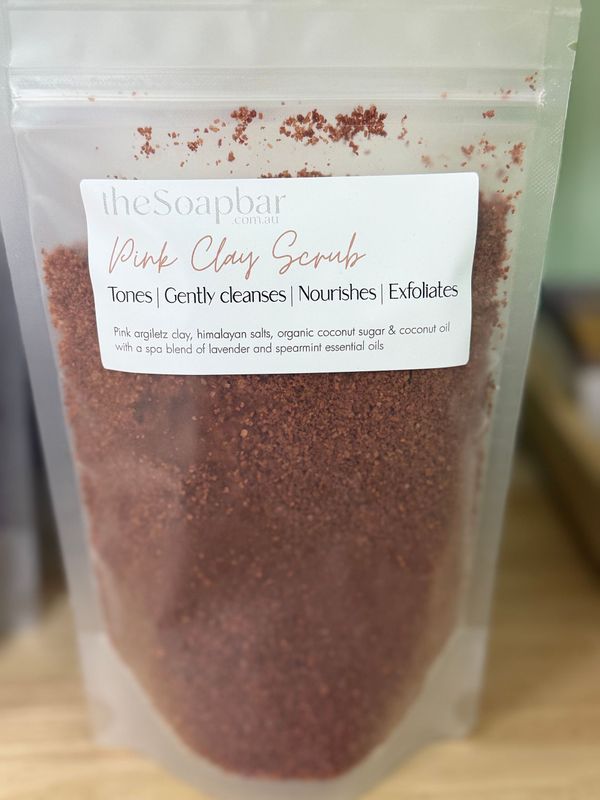 theSoapbar
.com.au
Pink Clay Scrub
Tones | Gently cleanses | Nourishes | Exfoliates
Pink argiletz clay, himalayan salts, organic coconut sugar & coconut oil
with a spa blend of lavender and spearmint essential oils